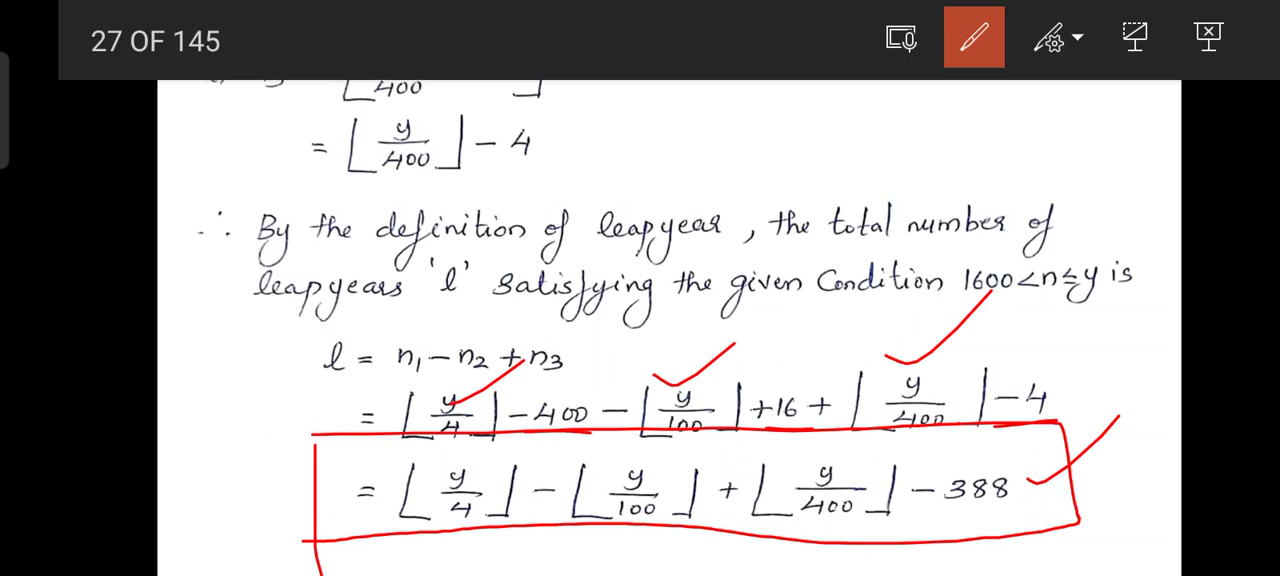 27 OF 145
400
= ⌊y/400⌋ - 4
∴ By the definition of leapyear, the total number of
leapyears 'l' satisfying the given Condition 1600<n≤y is
l = n₁ - n₂ + n₃
= ⌊y/4⌋ - 400 - ⌊y/100⌋ + 16 + ⌊y/400⌋ - 4
= ⌊y/4⌋ - ⌊y/100⌋ + ⌊y/400⌋ - 388